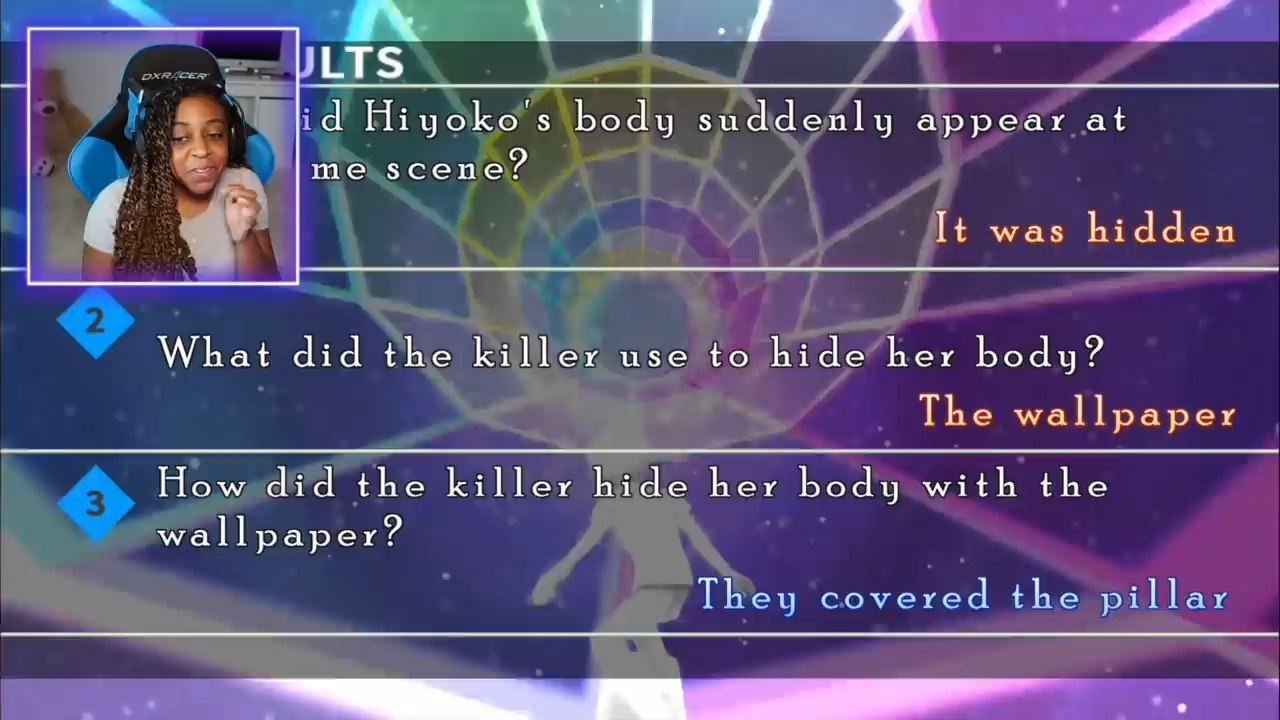 DXRACER
ULTS
id Hiyoko's body suddenly appear at
me scene?
It was hidden
2
What did the killer use to hide her body?
The wallpaper
3
How did the killer hide her body with the
wallpaper?
They covered the pillar